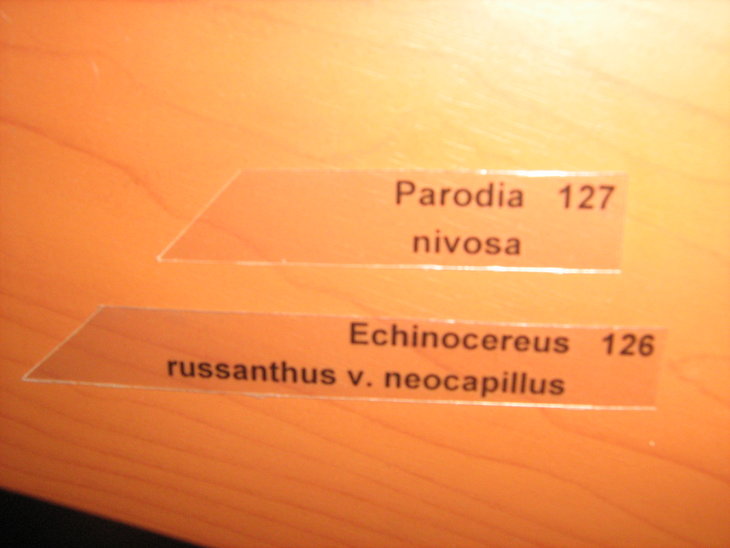 Parodia 127
nivosa
Echinocereus 126
russanthus v. neocapillus